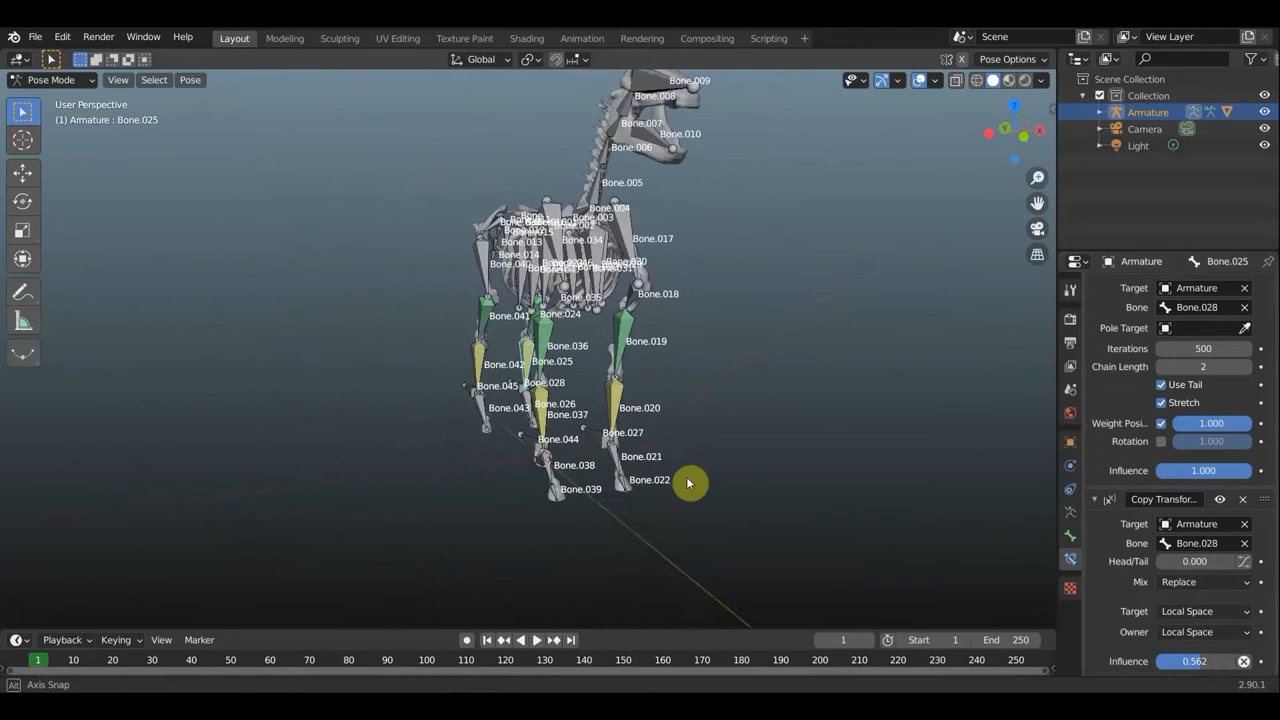 File Edit Render Window Help Layout Modeling Sculpting UV Editing Texture Paint Shading Animation Rendering Compositing Scripting + Scene View Layer
Global X Pose Options
Pose Mode View Select Pose
User Perspective
(1) Armature : Bone.025
Scene Collection
Collection
Armature
Camera
Light
Bone.009
Bone.008
Bone.007
Bone.010
Bone.006
Bone.005
Bone.004
Bone.003
Bone.002
Bone.015
Bone.017
Bone.034
Bone.013
Bone.014
Bone.040
Bone.018
Bone.035
Bone.024
Bone.041
Bone.019
Bone.036
Bone.025
Bone.042
Bone.028
Bone.045
Bone.026
Bone.043
Bone.020
Bone.037
Bone.027
Bone.044
Bone.021
Bone.038
Bone.022
Bone.039
Armature Bone.025
Target Armature
Bone Bone.028
Pole Target
Iterations 500
Chain Length 2
Use Tail
Stretch
Weight Posi... 1.000
Rotation 1.000
Influence 1.000
Copy Transfor...
Target Armature
Bone Bone.028
Head/Tail 0.000
Mix Replace
Target Local Space
Owner Local Space
Influence 0.562
Playback Keying View Marker 1 Start 1 End 250
1 10 20 30 40 50 60 70 80 90 100 110 120 130 140 150 160 170 180 190 200 210 220 230 240 250
Alt Axis Snap 2.90.1